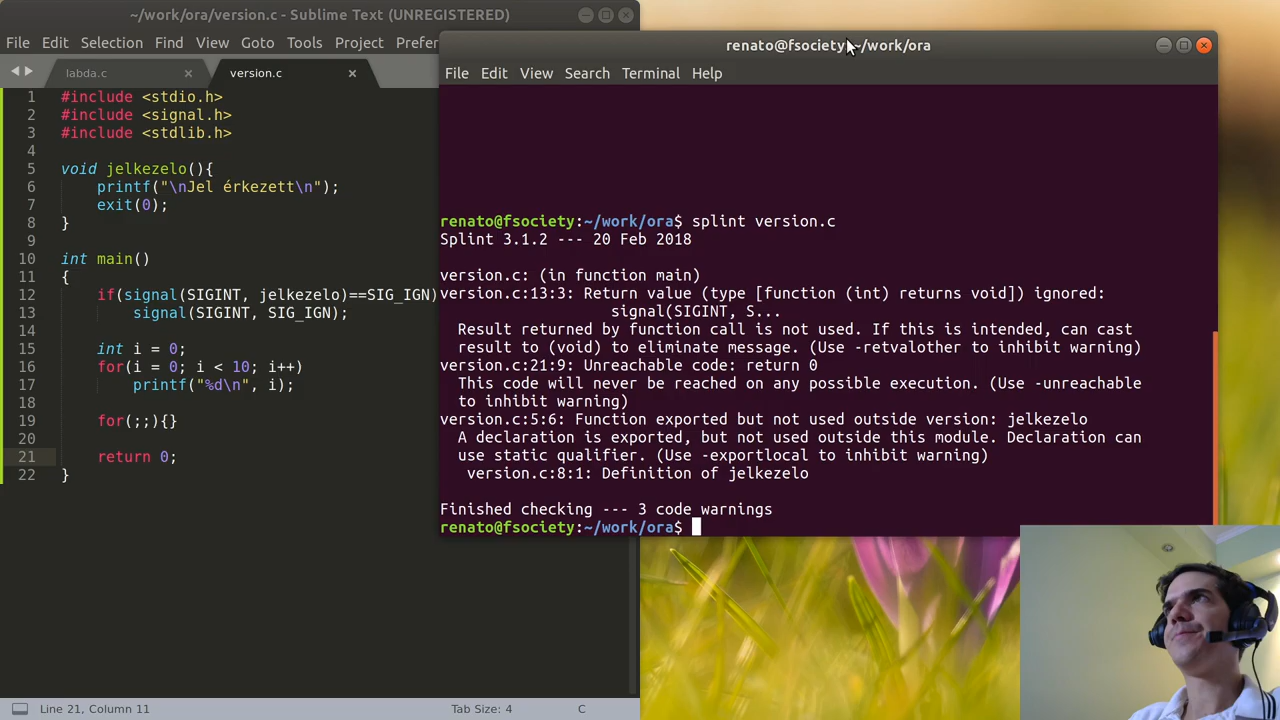 ~/work/ora/version.c - Sublime Text (UNREGISTERED)
File Edit Selection Find View Goto Tools Project Prefer
labda.c version.c
1 #include <stdio.h>
2 #include <signal.h>
3 #include <stdlib.h>
4
5 void jelkezelo(){
6 printf("\nJel érkezett\n");
7 exit(0);
8 }
9
10 int main()
11 {
12 if(signal(SIGINT, jelkezelo)==SIG_IGN)
13 signal(SIGINT, SIG_IGN);
14
15 int i = 0;
16 for(i = 0; i < 10; i++)
17 printf("%d\n", i);
18
19 for(;;){}
20
21 return 0;
22 }
Line 21, Column 11 Tab Size: 4 C
renato@fsociety: ~/work/ora
File Edit View Search Terminal Help
renato@fsociety:~/work/ora$ splint version.c
Splint 3.1.2 --- 20 Feb 2018
version.c: (in function main)
version.c:13:3: Return value (type [function (int) returns void]) ignored:
signal(SIGINT, S...
Result returned by function call is not used. If this is intended, can cast
result to (void) to eliminate message. (Use -retvalother to inhibit warning)
version.c:21:9: Unreachable code: return 0
This code will never be reached on any possible execution. (Use -unreachable
to inhibit warning)
version.c:5:6: Function exported but not used outside version: jelkezelo
A declaration is exported, but not used outside this module. Declaration can
use static qualifier. (Use -exportlocal to inhibit warning)
version.c:8:1: Definition of jelkezelo
Finished checking --- 3 code warnings
renato@fsociety:~/work/ora$